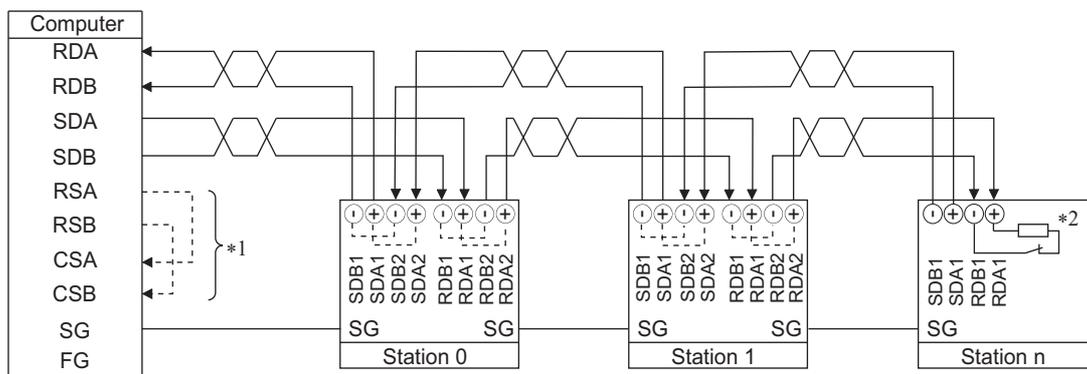 Computer
RDA
RDB
SDA
SDB
RSA
RSB
CSA
CSB
SG
FG
*1
- + - + - + - +
SDB1 SDA1 SDB2 SDA2 RDB1 RDA1 RDB2 RDA2
SG SG
Station 0
- + - + - + - +
SDB1 SDA1 SDB2 SDA2 RDB1 RDA1 RDB2 RDA2
SG SG
Station 1
- + - + *2
SDB1 SDA1 RDB1 RDA1
SG
Station n